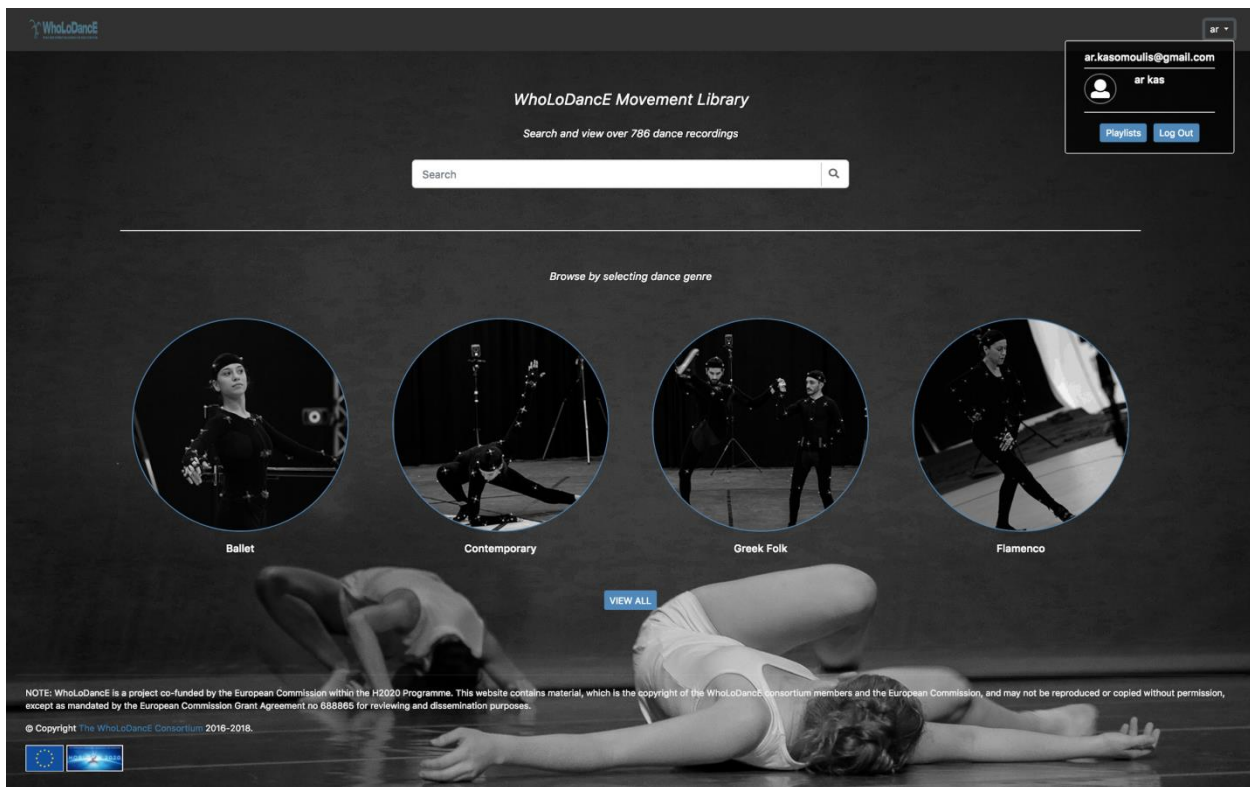 WhoLoDancE
ar
ar.kasomoulis@gmail.com
ar kas
Playlists Log Out
WhoLoDancE Movement Library
Search and view over 786 dance recordings
Search
Browse by selecting dance genre
Ballet
Contemporary
Greek Folk
Flamenco
VIEW ALL
NOTE: WhoLoDancE is a project co-funded by the European Commission within the H2020 Programme. This website contains material, which is the copyright of the WhoLoDancE consortium members and the European Commission, and may not be reproduced or copied without permission,
except as mandated by the European Commission Grant Agreement no 688865 for reviewing and dissemination purposes.
© Copyright The WhoLoDancE Consortium 2016-2018.